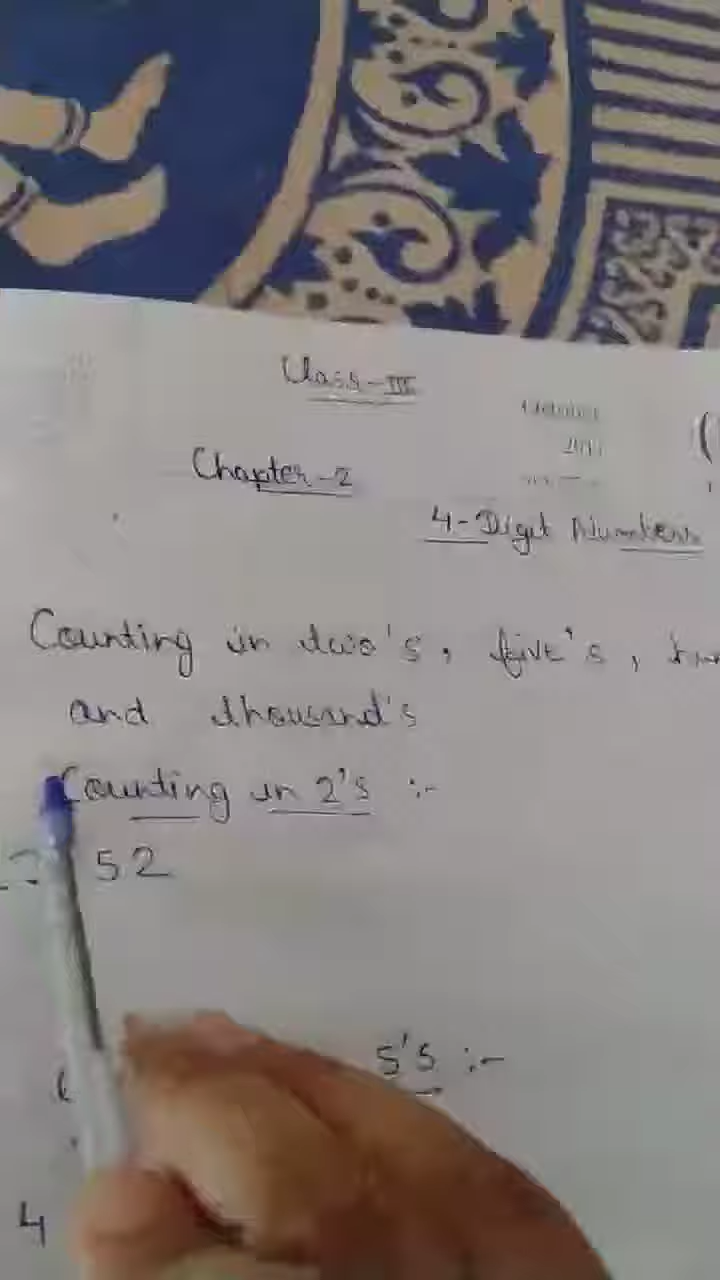 Class-III
Chapter-2
4-Digit Numbers
Counting in two's, five's,
and thousand's
Counting in 2's :-
52
5's :-
4